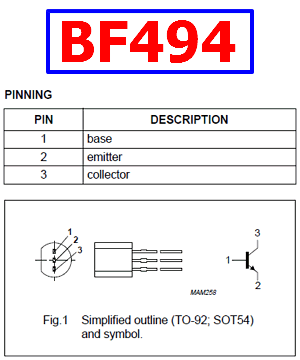 BF494
PINNING
PIN DESCRIPTION
1 base
2 emitter
3 collector
1
2
3
1
3
2
MAM258
Fig.1 Simplified outline (TO-92; SOT54)
and symbol.